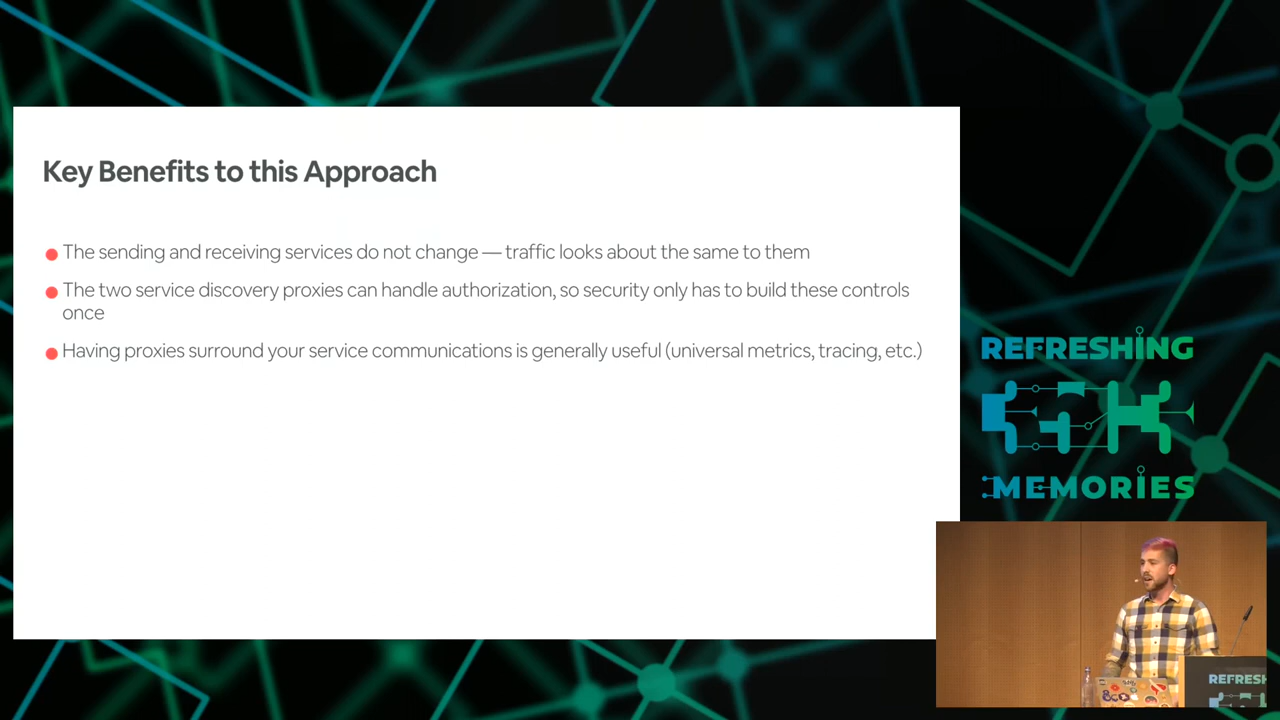 Key Benefits to this Approach
The sending and receiving services do not change — traffic looks about the same to them
The two service discovery proxies can handle authorization, so security only has to build these controls
once
Having proxies surround your service communications is generally useful (universal metrics, tracing, etc.)
REFRESHING
MEMORIES
REFRESH